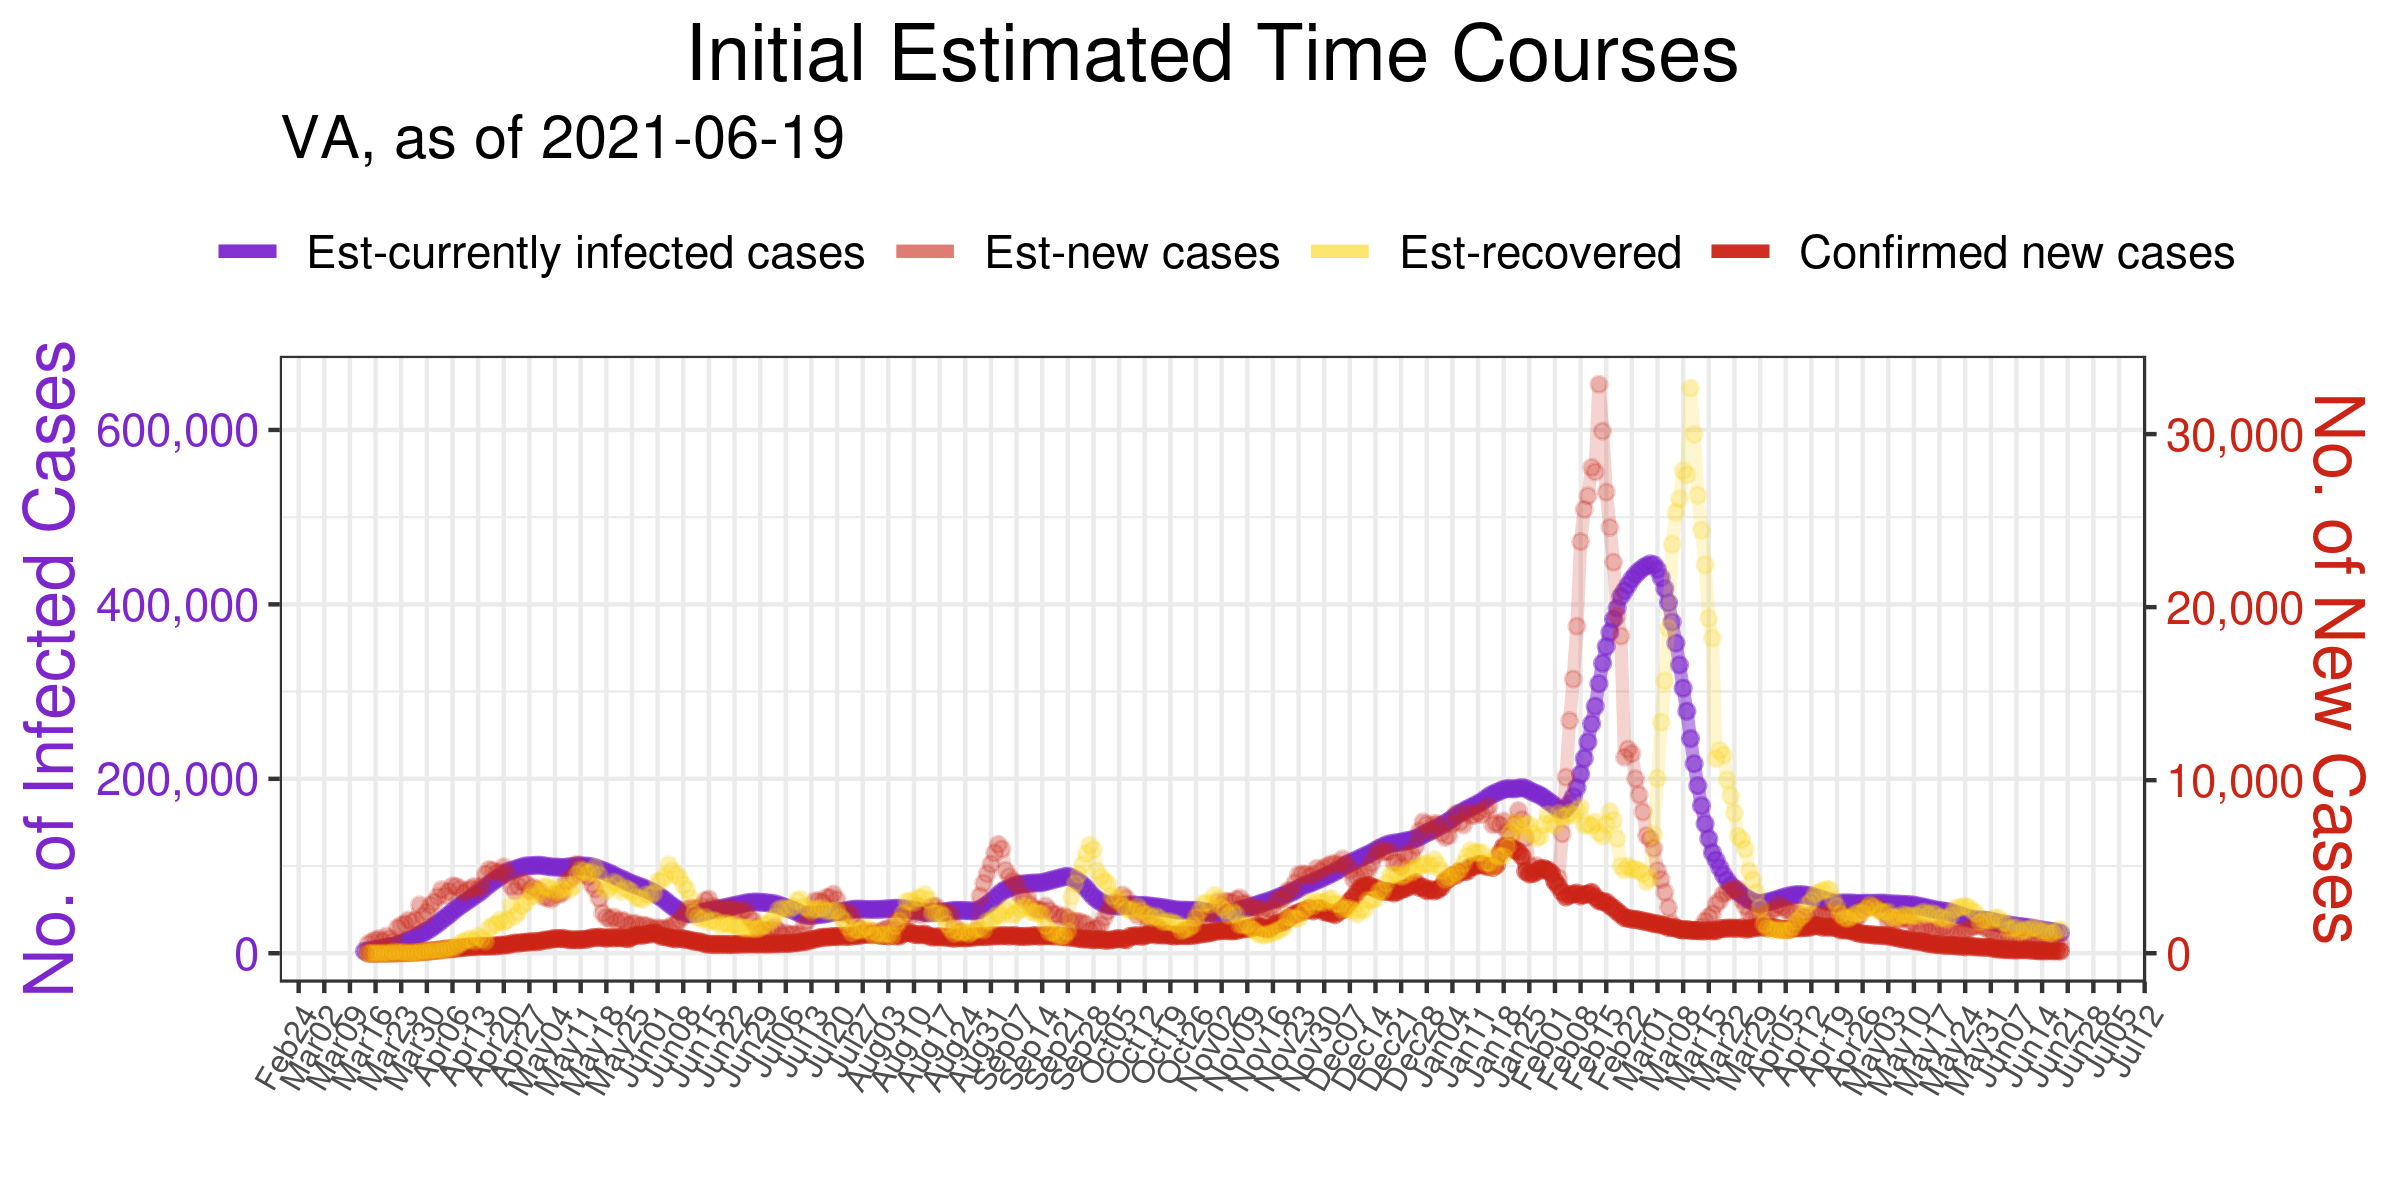 Initial Estimated Time Courses
VA, as of 2021-06-19
Est-currently infected cases
Est-new cases
Est-recovered
Confirmed new cases
No. of Infected Cases
600,000
400,000
200,000
0
30,000
20,000
10,000
0
No. of New Cases
Feb24
Mar02
Mar09
Mar16
Mar23
Mar30
Apr06
Apr13
Apr20
Apr27
May04
May11
May18
May25
Jun01
Jun08
Jun15
Jun22
Jun29
Jul06
Jul13
Jul20
Jul27
Aug03
Aug10
Aug17
Aug24
Aug31
Sep07
Sep14
Sep21
Sep28
Oct05
Oct12
Oct19
Oct26
Nov02
Nov09
Nov16
Nov23
Nov30
Dec07
Dec14
Dec21
Dec28
Jan04
Jan11
Jan18
Jan25
Feb01
Feb08
Feb15
Feb22
Mar01
Mar08
Mar15
Mar22
Mar29
Apr05
Apr12
Apr19
Apr26
May03
May10
May17
May24
May31
Jun07
Jun14
Jun21
Jun28
Jul05
Jul12